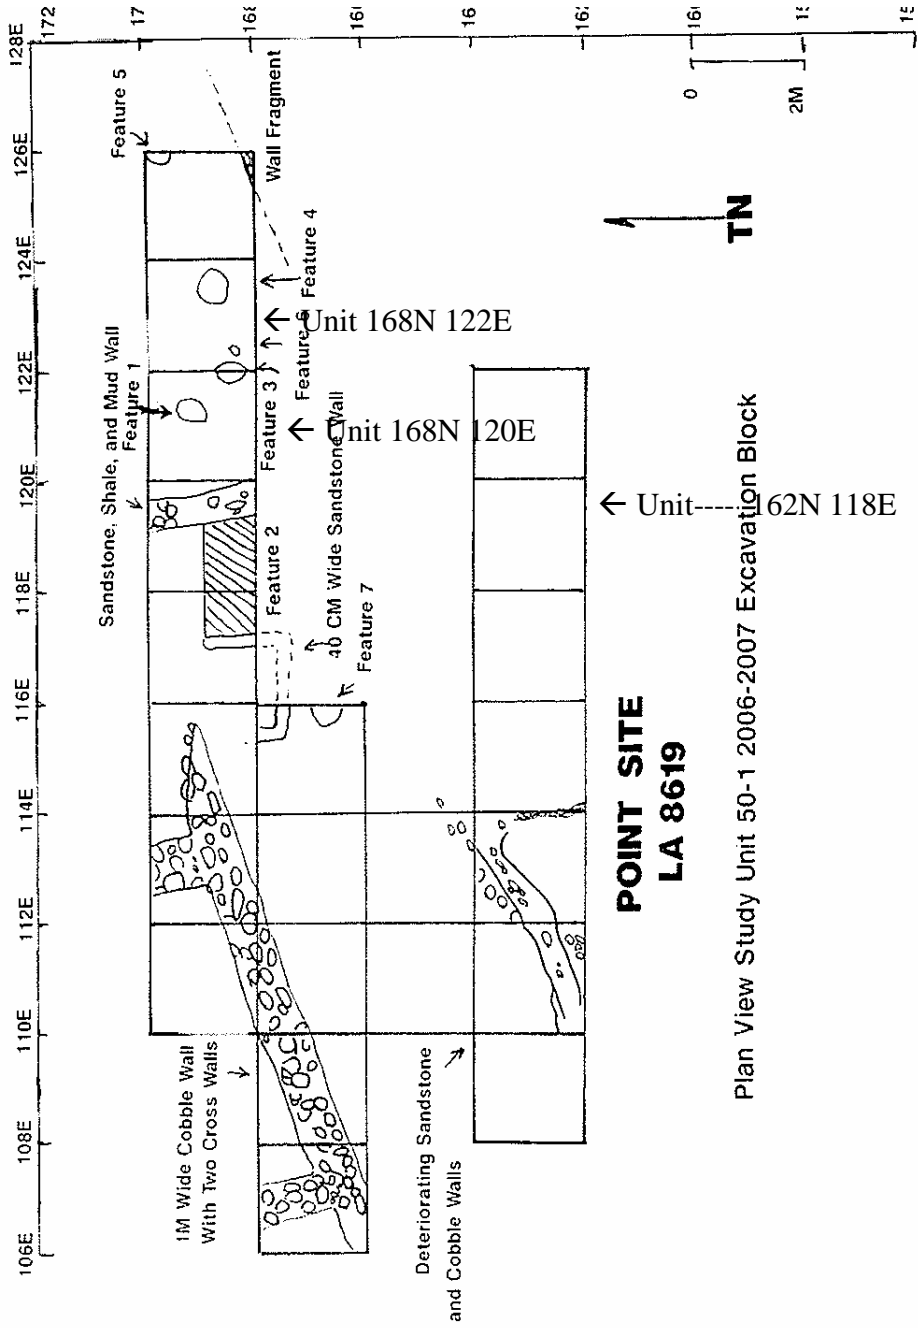 106E
108E
110E
112E
114E
116E
118E
120E
122E
124E
126E
128E
172
17
168
16
16
16
15
15
Feature 5
Wall Fragment
Feature 4
← Unit 168N 122E
Feature 6
Sandstone, Shale, and Mud Wall
Feature 1
Feature 3
← Unit 168N 120E
40 CM Wide Sandstone Wall
Feature 2
Feature 7
← Unit-----162N 118E
1M Wide Cobble Wall
With Two Cross Walls
Deteriorating Sandstone
and Cobble Walls
0
2M
TN
POINT SITE
LA 8619
Plan View Study Unit 50-1 2006-2007 Excavation Block